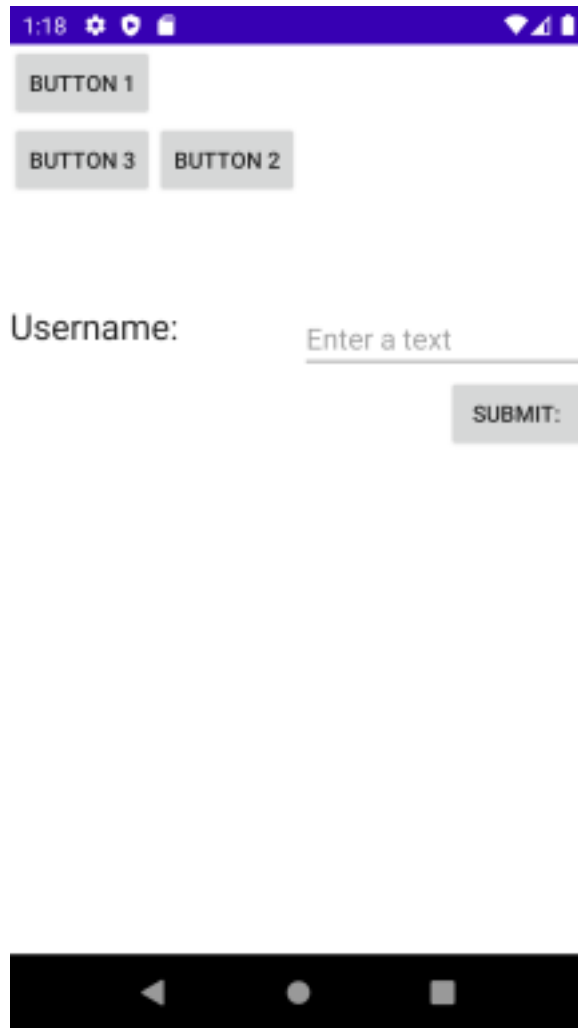 1:18
BUTTON 1
BUTTON 3 BUTTON 2
Username: Enter a text
SUBMIT: